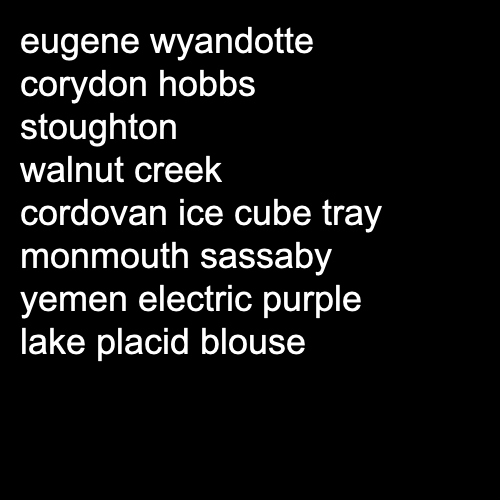 eugene wyandotte
corydon hobbs
stoughton
walnut creek
cordovan ice cube tray
monmouth sassaby
yemen electric purple
lake placid blouse